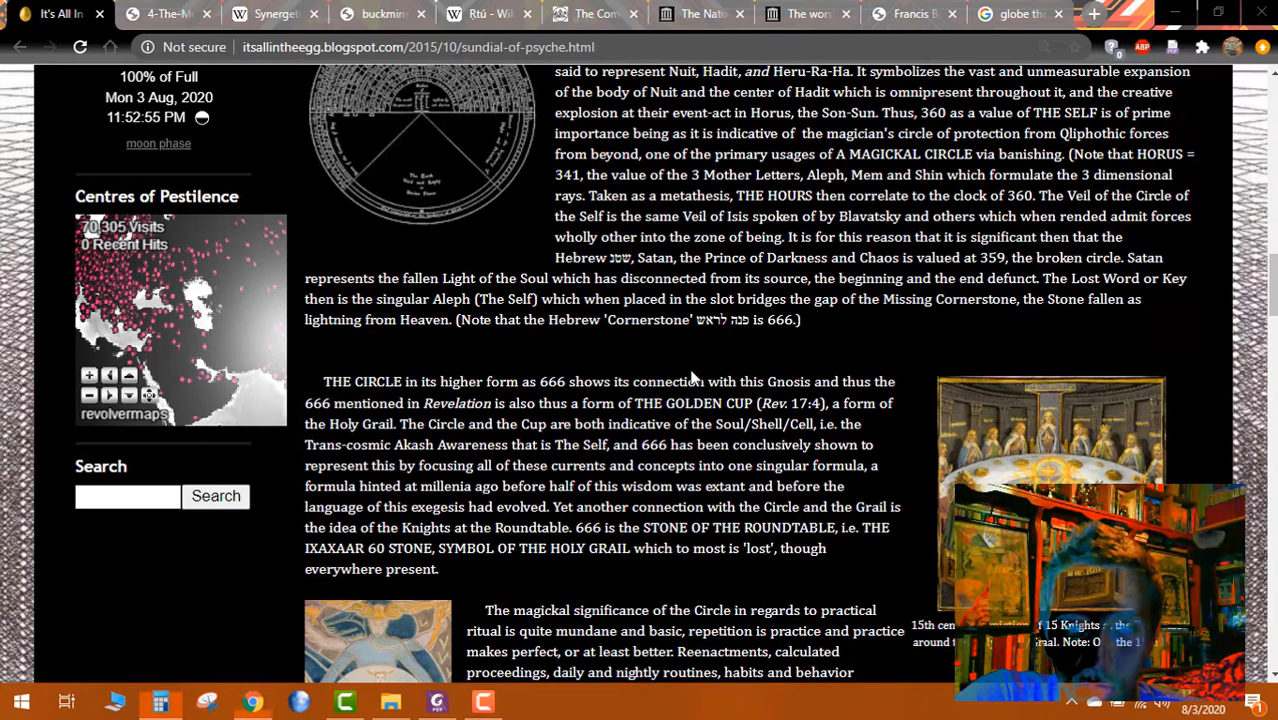 It's All In
4-The-M
Synerget
buckmins
Ṛtú - Wil
The Com
The Natu
The wors
Francis B
globe the
Not secure
itsallintheegg.blogspot.com/2015/10/sundial-of-psyche.html
100% of Full
Mon 3 Aug, 2020
11:52:55 PM
moon phase
Centres of Pestilence
70,305 Visits
0 Recent Hits
revolvermaps
Search
Search
said to represent Nuit, Hadit, and Heru-Ra-Ha. It symbolizes the vast and unmeasurable expansion
of the body of Nuit and the center of Hadit which is omnipresent throughout it, and the creative
explosion at their event-act in Horus, the Son-Sun. Thus, 360 as a value of THE SELF is of prime
importance being as it is indicative of the magician's circle of protection from Qliphothic forces
from beyond, one of the primary usages of A MAGICKAL CIRCLE via banishing. (Note that HORUS =
341, the value of the 3 Mother Letters, Aleph, Mem and Shin which formulate the 3 dimensional
rays. Taken as a metathesis, THE HOURS then correlate to the clock of 360. The Veil of the Circle of
the Self is the same Veil of Isis spoken of by Blavatsky and others which when rended admit forces
wholly other into the zone of being. It is for this reason that it is significant then that the
Hebrew שטנ, Satan, the Prince of Darkness and Chaos is valued at 359, the broken circle. Satan
represents the fallen Light of the Soul which has disconnected from its source, the beginning and the end defunct. The Lost Word or Key
then is the singular Aleph (The Self) which when placed in the slot bridges the gap of the Missing Cornerstone, the Stone fallen as
lightning from Heaven. (Note that the Hebrew 'Cornerstone' פנה לראש is 666.)
THE CIRCLE in its higher form as 666 shows its connection with this Gnosis and thus the
666 mentioned in Revelation is also thus a form of THE GOLDEN CUP (Rev. 17:4), a form of
the Holy Grail. The Circle and the Cup are both indicative of the Soul/Shell/Cell, i.e. the
Trans-cosmic Akash Awareness that is The Self, and 666 has been conclusively shown to
represent this by focusing all of these currents and concepts into one singular formula, a
formula hinted at millenia ago before half of this wisdom was extant and before the
language of this exegesis had evolved. Yet another connection with the Circle and the Grail is
the idea of the Knights at the Roundtable. 666 is the STONE OF THE ROUNDTABLE, i.e. THE
IXAXAAR 60 STONE, SYMBOL OF THE HOLY GRAIL which to most is 'lost', though
everywhere present.
15th cen
of 15 Knights
around
The magickal significance of the Circle in regards to practical
ritual is quite mundane and basic, repetition is practice and practice
makes perfect, or at least better. Reenactments, calculated
proceedings, daily and nightly routines, habits and behavior
8/3/2020